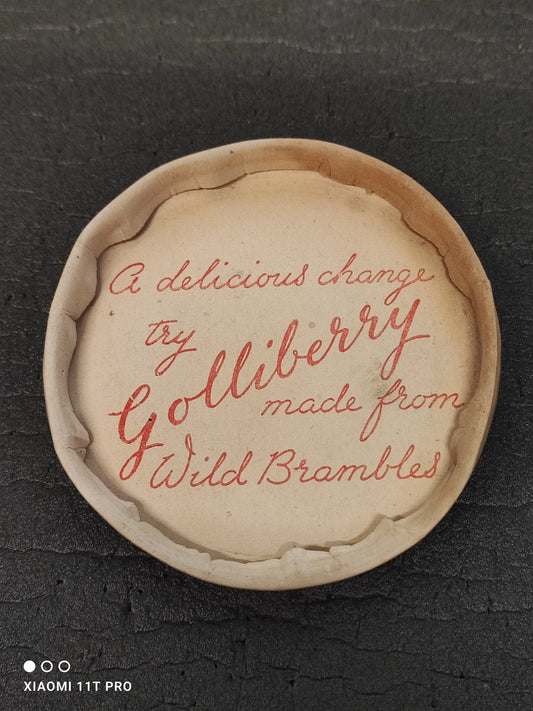 A delicious change
try
Golliberry
made from
Wild Brambles
XIAOMI 11T PRO